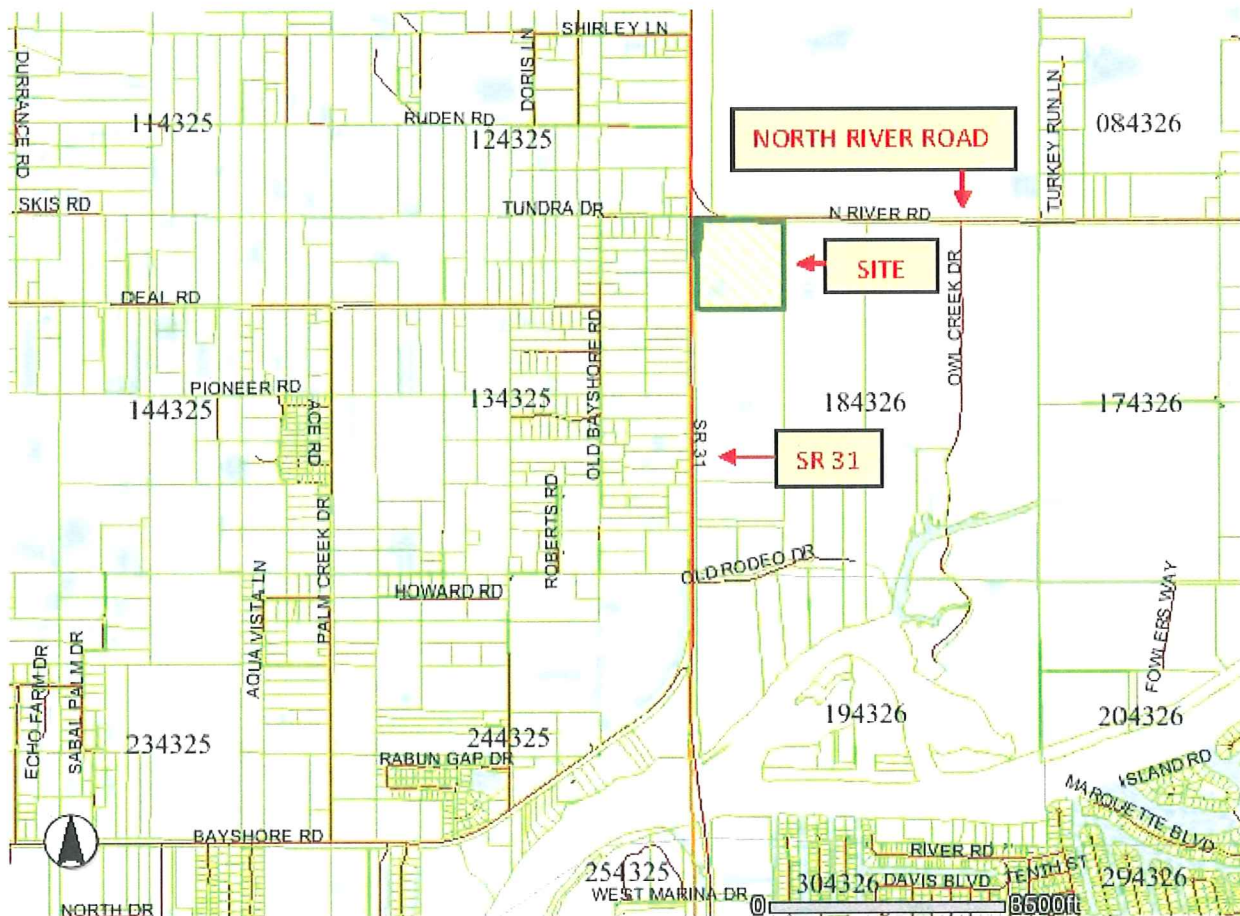 SHIRLEY LN
DURRANCE RD
DORIS LN
114325
RUDEN RD
124325
NORTH RIVER ROAD
TURKEY RUN LN
084326
SKIS RD
TUNDRA DR
N RIVER RD
SITE
OWL CREEK DR
DEAL RD
OLD BAYSHORE RD
PIONEER RD
144325
ACE RD
134325
184326
174326
SR 31
SR 31
ROBERTS RD
PALM CREEK DR
OLD RODEO DR
AQUA VISTA LN
HOWARD RD
FOWLERS WAY
ECHO FARM DR
SABAL PALM DR
234325
244325
RABUN GAP DR
194326
204326
ISLAND RD
MARQUETTE BLVD
BAYSHORE RD
RIVER RD
TENTH ST
254325
WEST MARINA DR
304326
DAVIS BLVD
294326
NORTH DR
0
3500ft